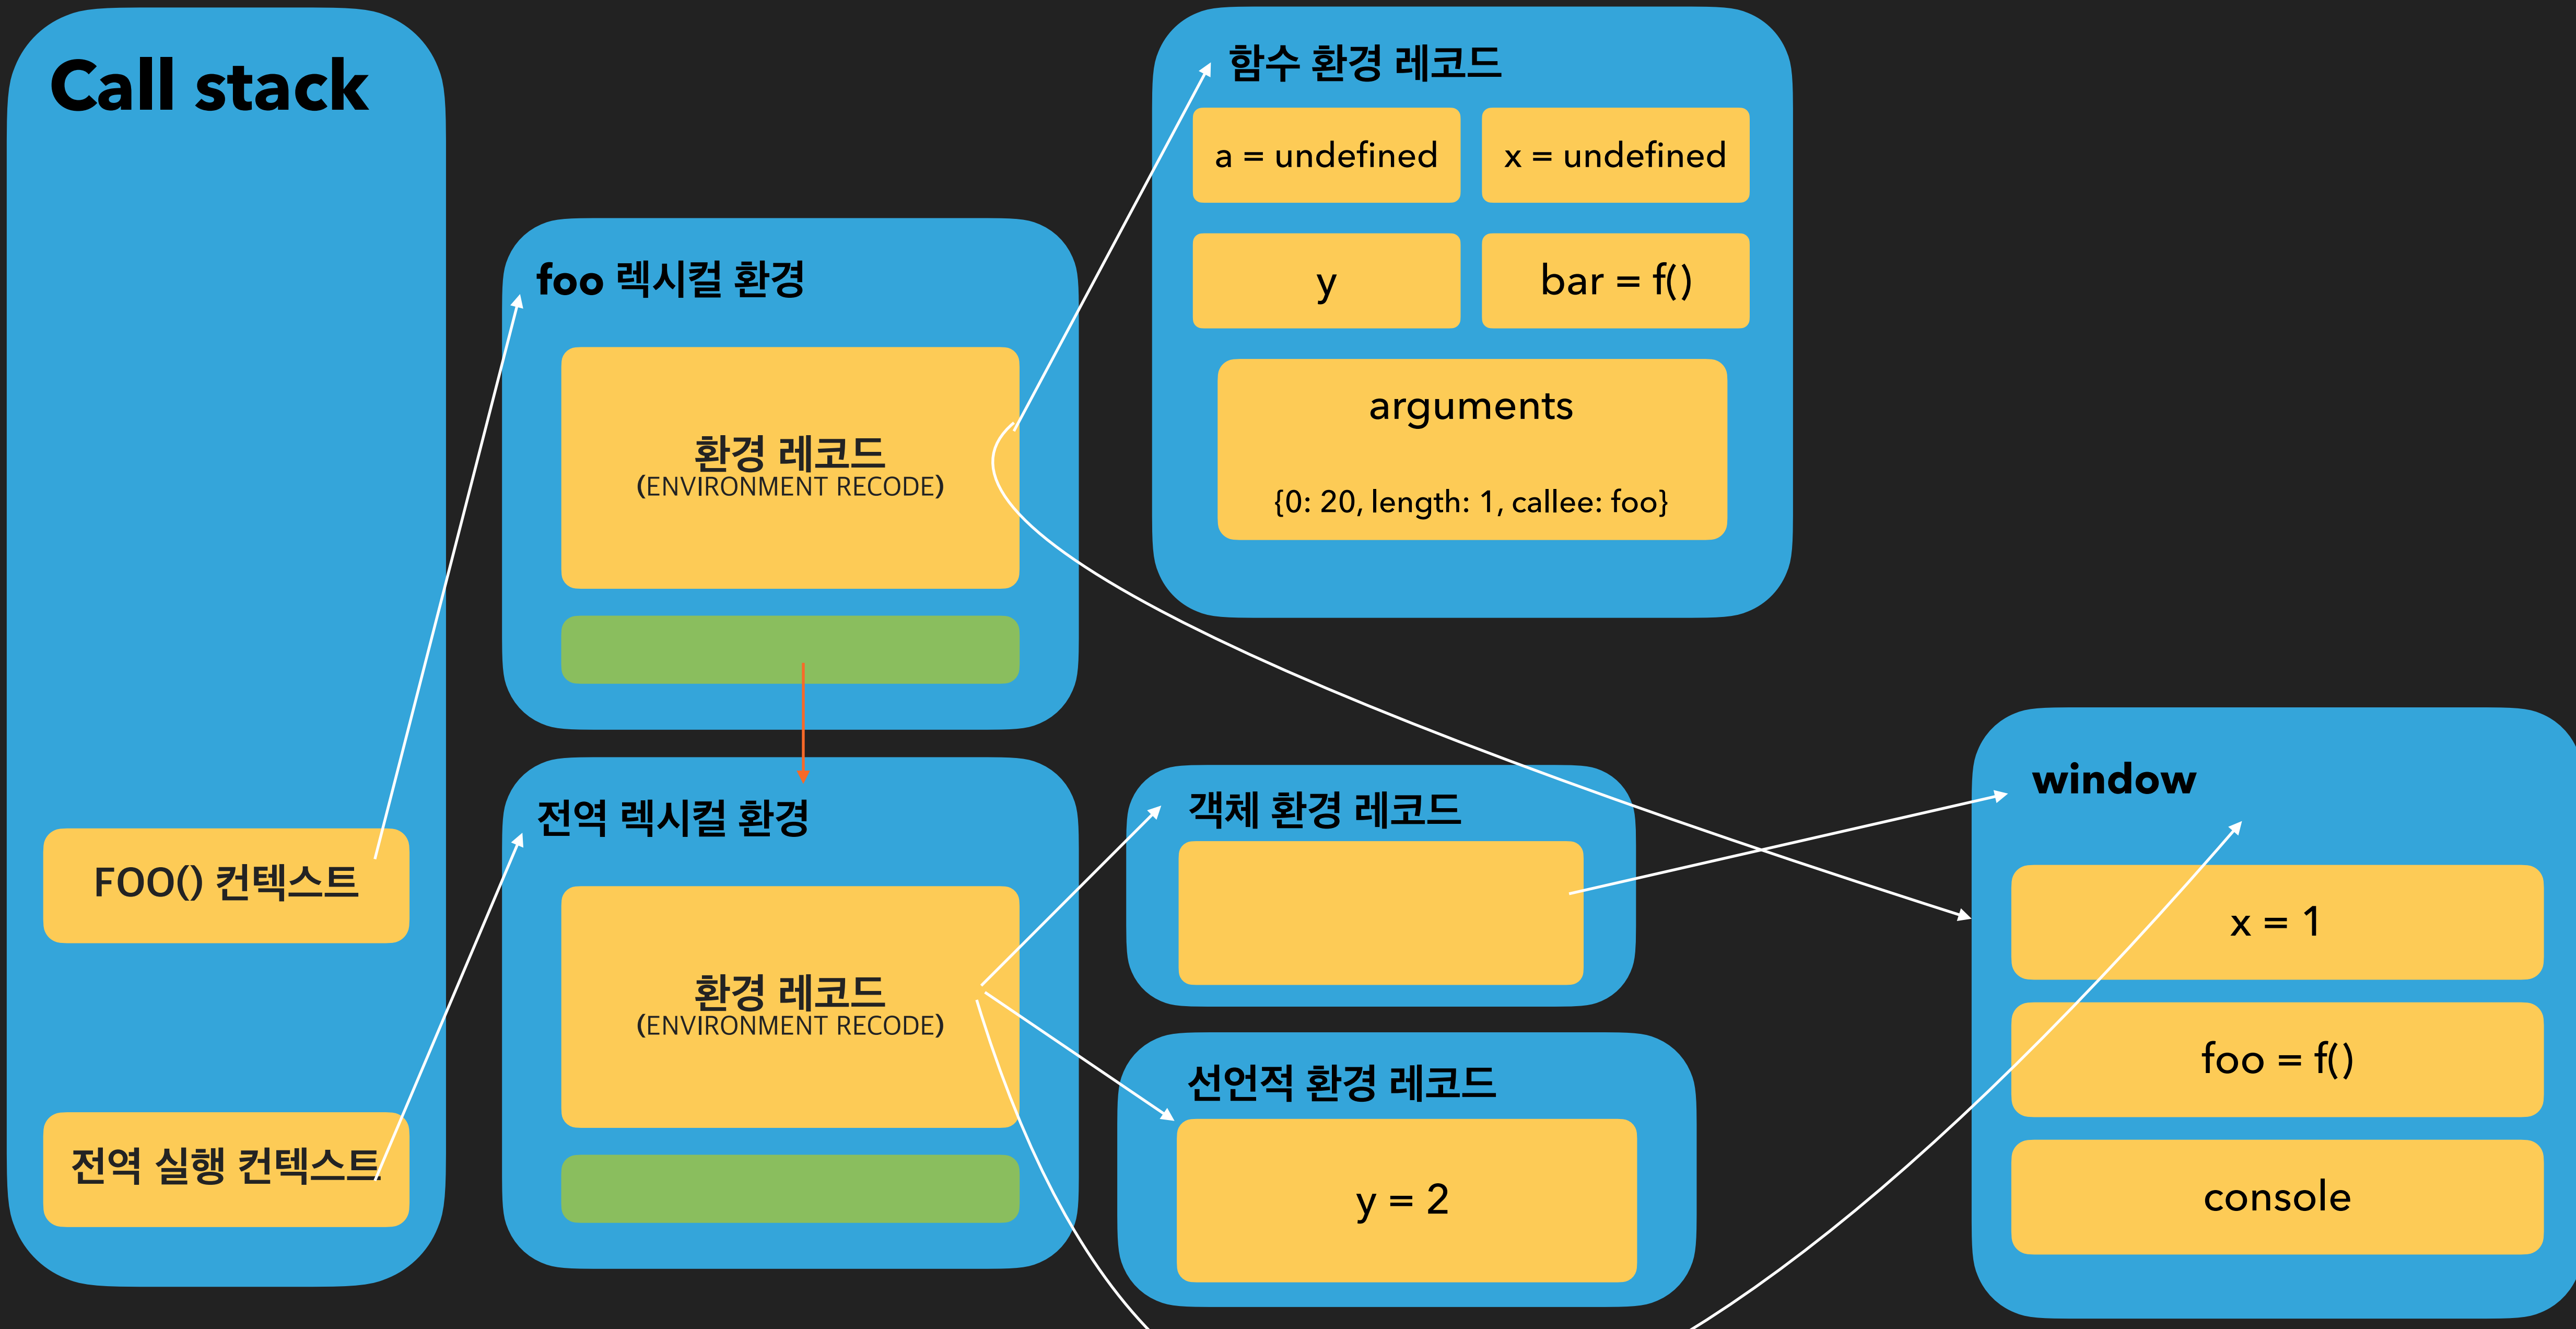 Call stack
FOO() 컨텍스트
전역 실행 컨텍스트
foo 렉시컬 환경
환경 레코드
(ENVIRONMENT RECODE)
전역 렉시컬 환경
환경 레코드
(ENVIRONMENT RECODE)
함수 환경 레코드
a = undefined
x = undefined
y
bar = f()
arguments
{0: 20, length: 1, callee: foo}
객체 환경 레코드
선언적 환경 레코드
y = 2
window
x = 1
foo = f()
console